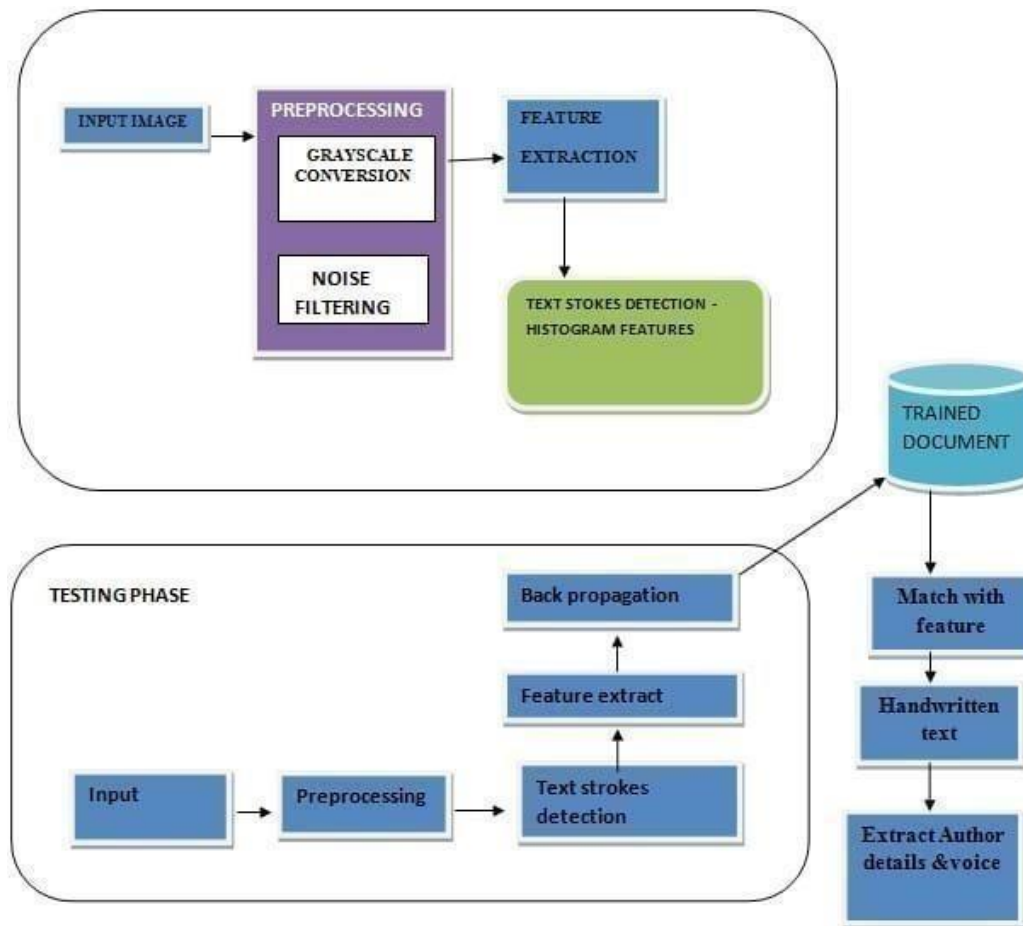 INPUT IMAGE
PREPROCESSING
GRAYSCALE
CONVERSION
NOISE
FILTERING
FEATURE
EXTRACTION
TEXT STOKES DETECTION -
HISTOGRAM FEATURES
TRAINED
DOCUMENT
TESTING PHASE
Input
Preprocessing
Text strokes
detection
Feature extract
Back propagation
Match with
feature
Handwritten
text
Extract Author
details &voice